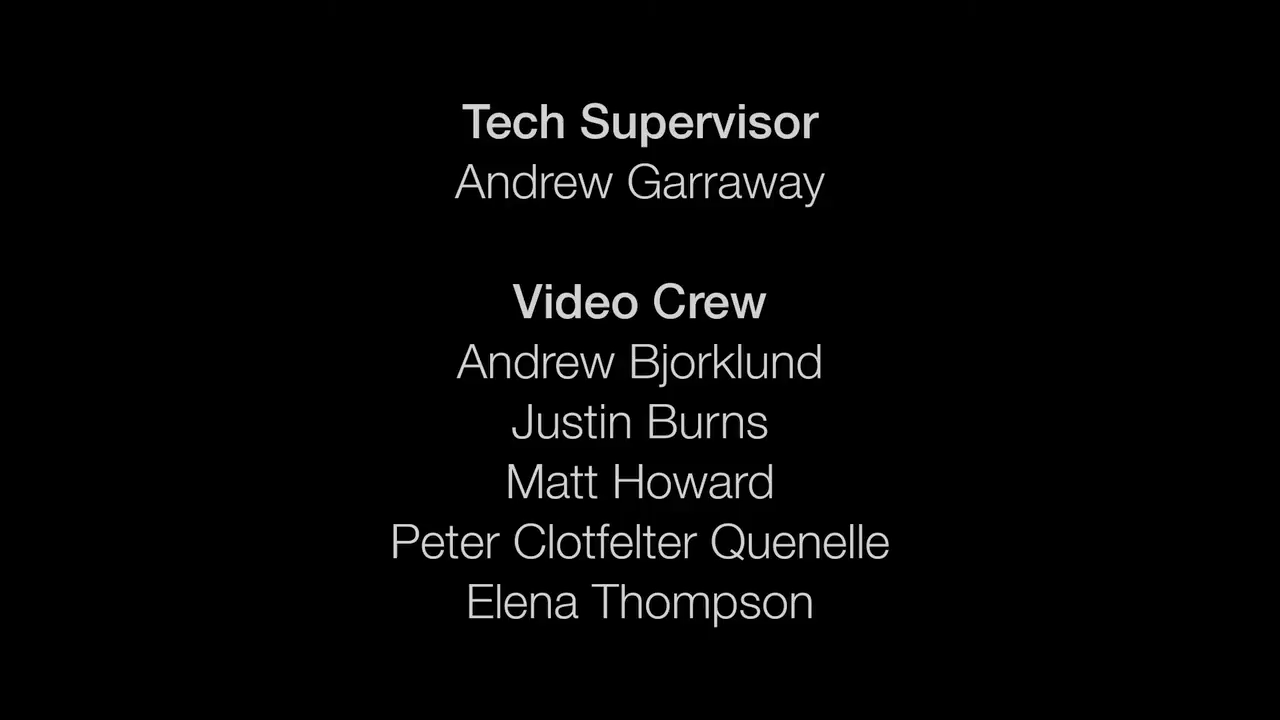 Tech Supervisor
Andrew Garraway
Video Crew
Andrew Bjorklund
Justin Burns
Matt Howard
Peter Clotfelter Quenelle
Elena Thompson